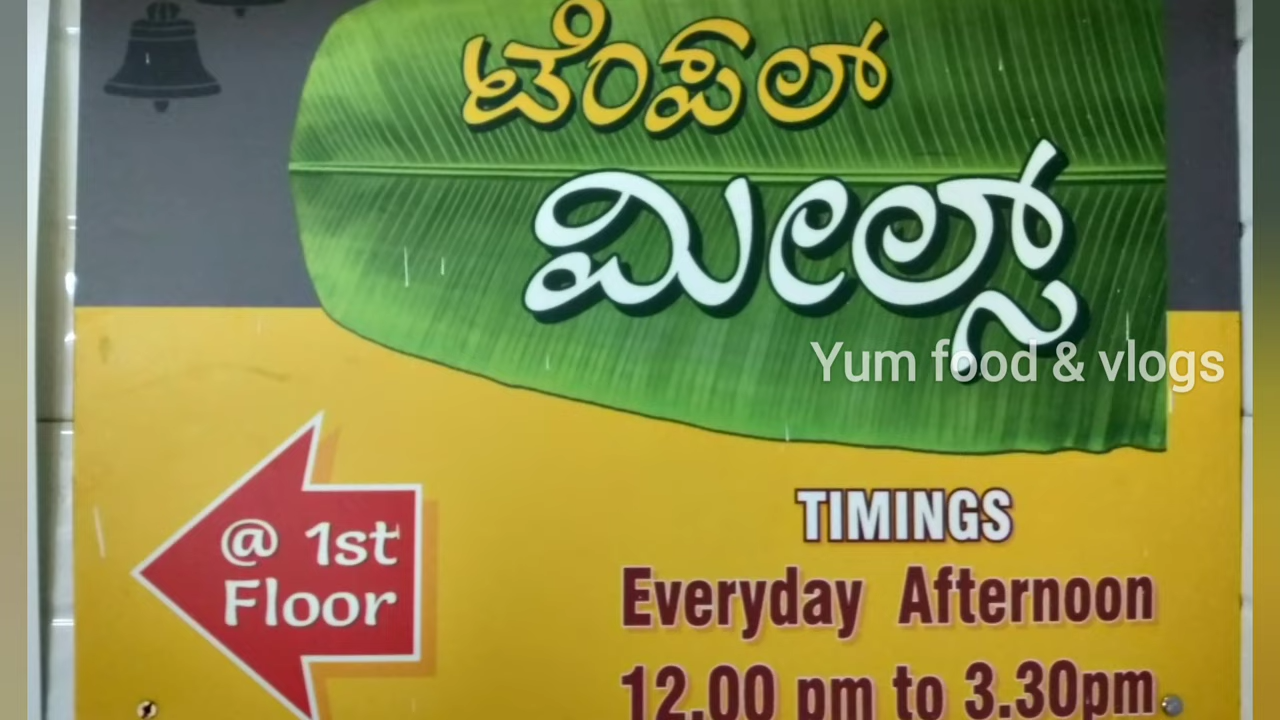 ಟೆಂಪಲ್
ಮೀಲ್ಸ್
Yum food & vlogs
@ 1st
Floor
TIMINGS
Everyday Afternoon
12.00 pm to 3.30pm